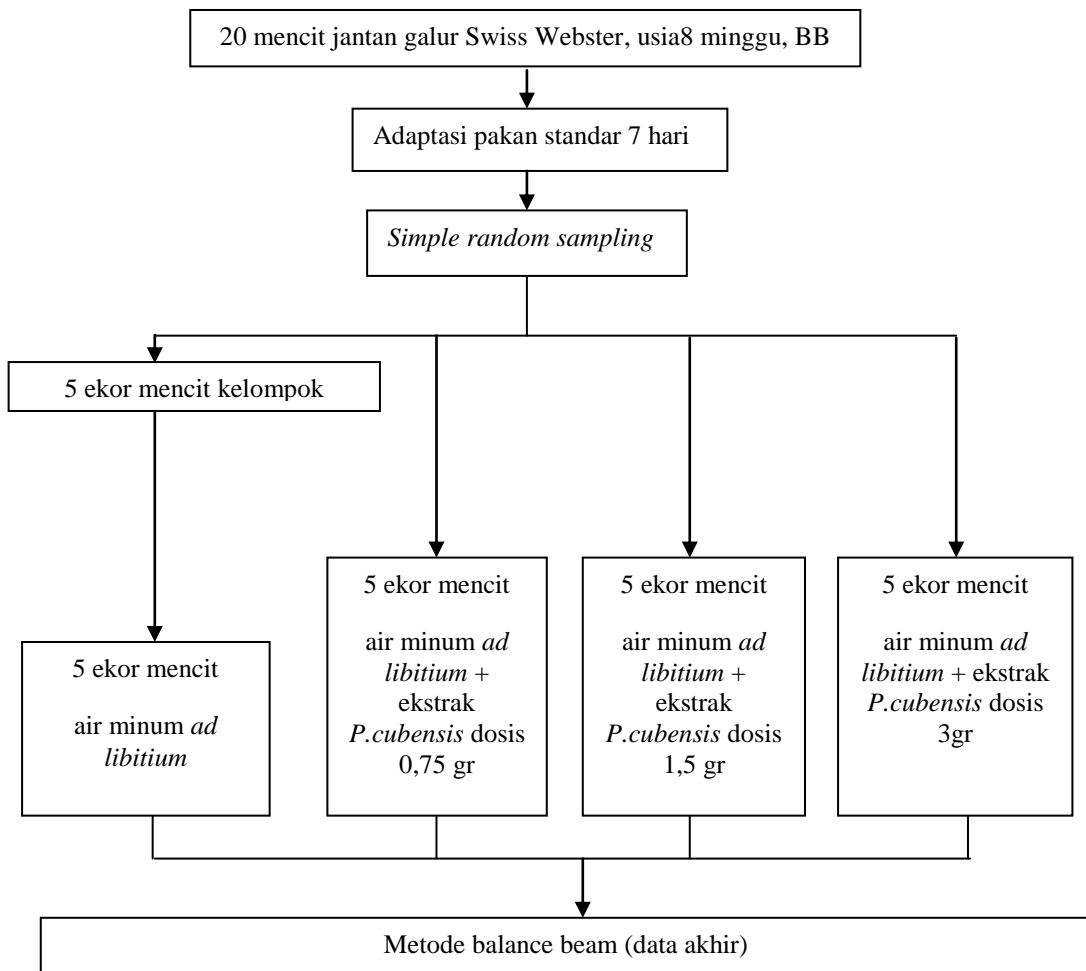 20 mencit jantan galur Swiss Webster, usia8 minggu, BB
Adaptasi pakan standar 7 hari
Simple random sampling
5 ekor mencit kelompok
5 ekor mencit
air minum ad
libitium
5 ekor mencit
air minum ad
libitium +
ekstrak
P.cubensis dosis
0,75 gr
5 ekor mencit
air minum ad
libitium +
ekstrak
P.cubensis dosis
1,5 gr
5 ekor mencit
air minum ad
libitium + ekstrak
P.cubensis dosis
3gr
Metode balance beam (data akhir)